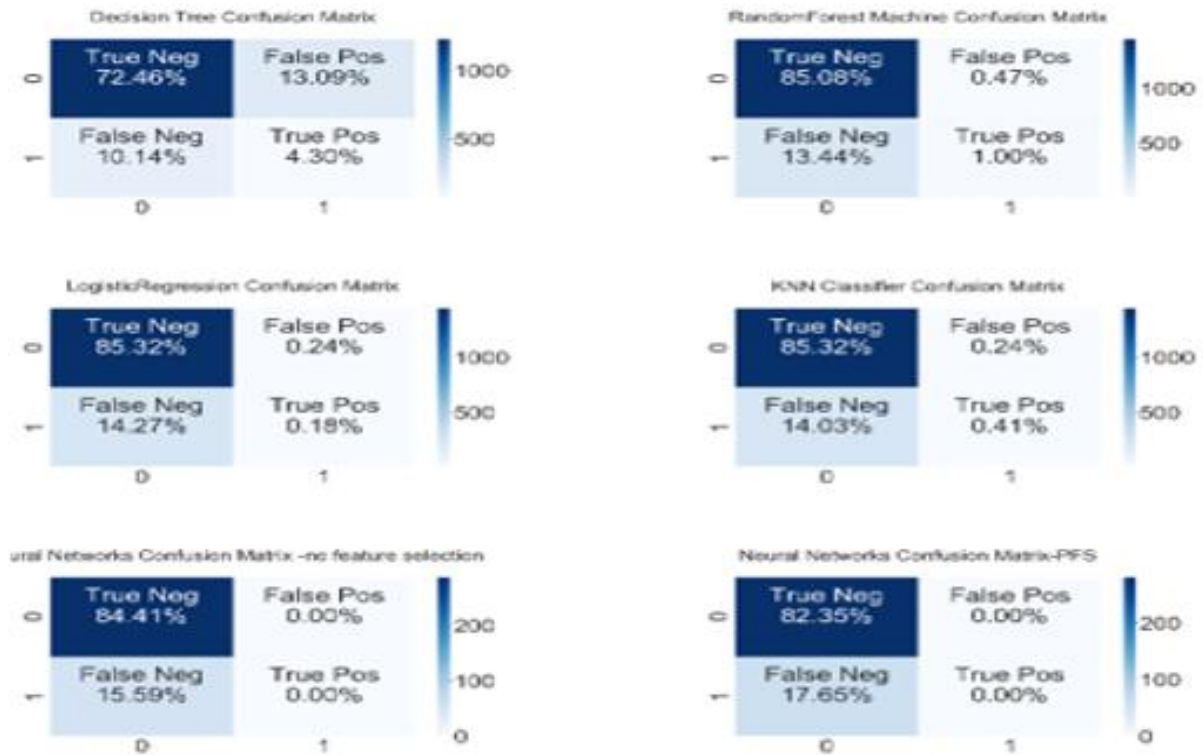 Decision Tree Confusion Matrix
0
True Neg
72.46%
False Pos
13.09%
1
False Neg
10.14%
True Pos
4.30%
0 1
1000
500
RandomForest Machine Confusion Matrix
0
True Neg
85.08%
False Pos
0.47%
1
False Neg
13.44%
True Pos
1.00%
0 1
1000
500
LogisticRegression Confusion Matrix
0
True Neg
85.32%
False Pos
0.24%
1
False Neg
14.27%
True Pos
0.18%
0 1
1000
500
KNN Classifier Confusion Matrix
0
True Neg
85.32%
False Pos
0.24%
1
False Neg
14.03%
True Pos
0.41%
0 1
1000
500
ural Networks Confusion Matrix -no feature selection
0
True Neg
84.41%
False Pos
0.00%
1
False Neg
15.59%
True Pos
0.00%
0 1
200
100
0
Neural Networks Confusion Matrix-PFS
0
True Neg
82.35%
False Pos
0.00%
1
False Neg
17.65%
True Pos
0.00%
0 1
200
100
0